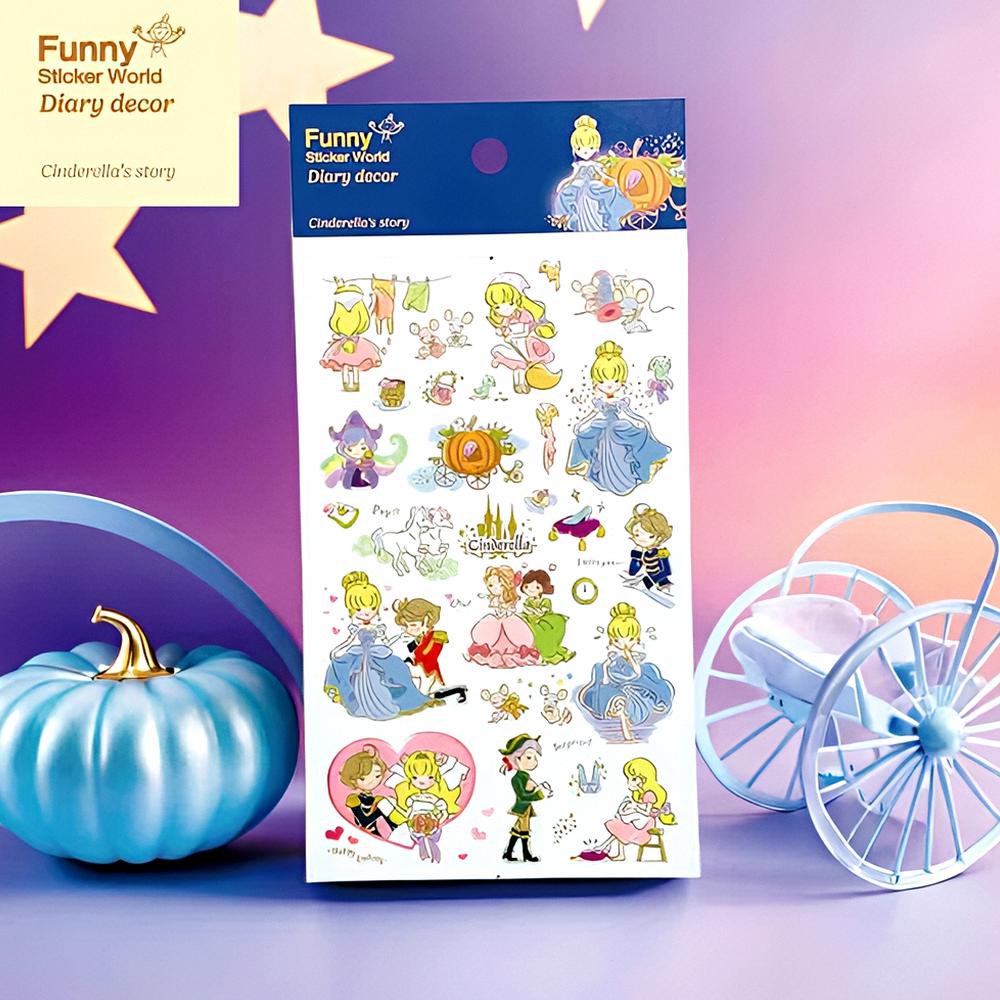 Funny
Sticker World
Diary decor
Cinderella's story
Funny
Sticker World
Diary decor
Cinderella's story
Cinderella